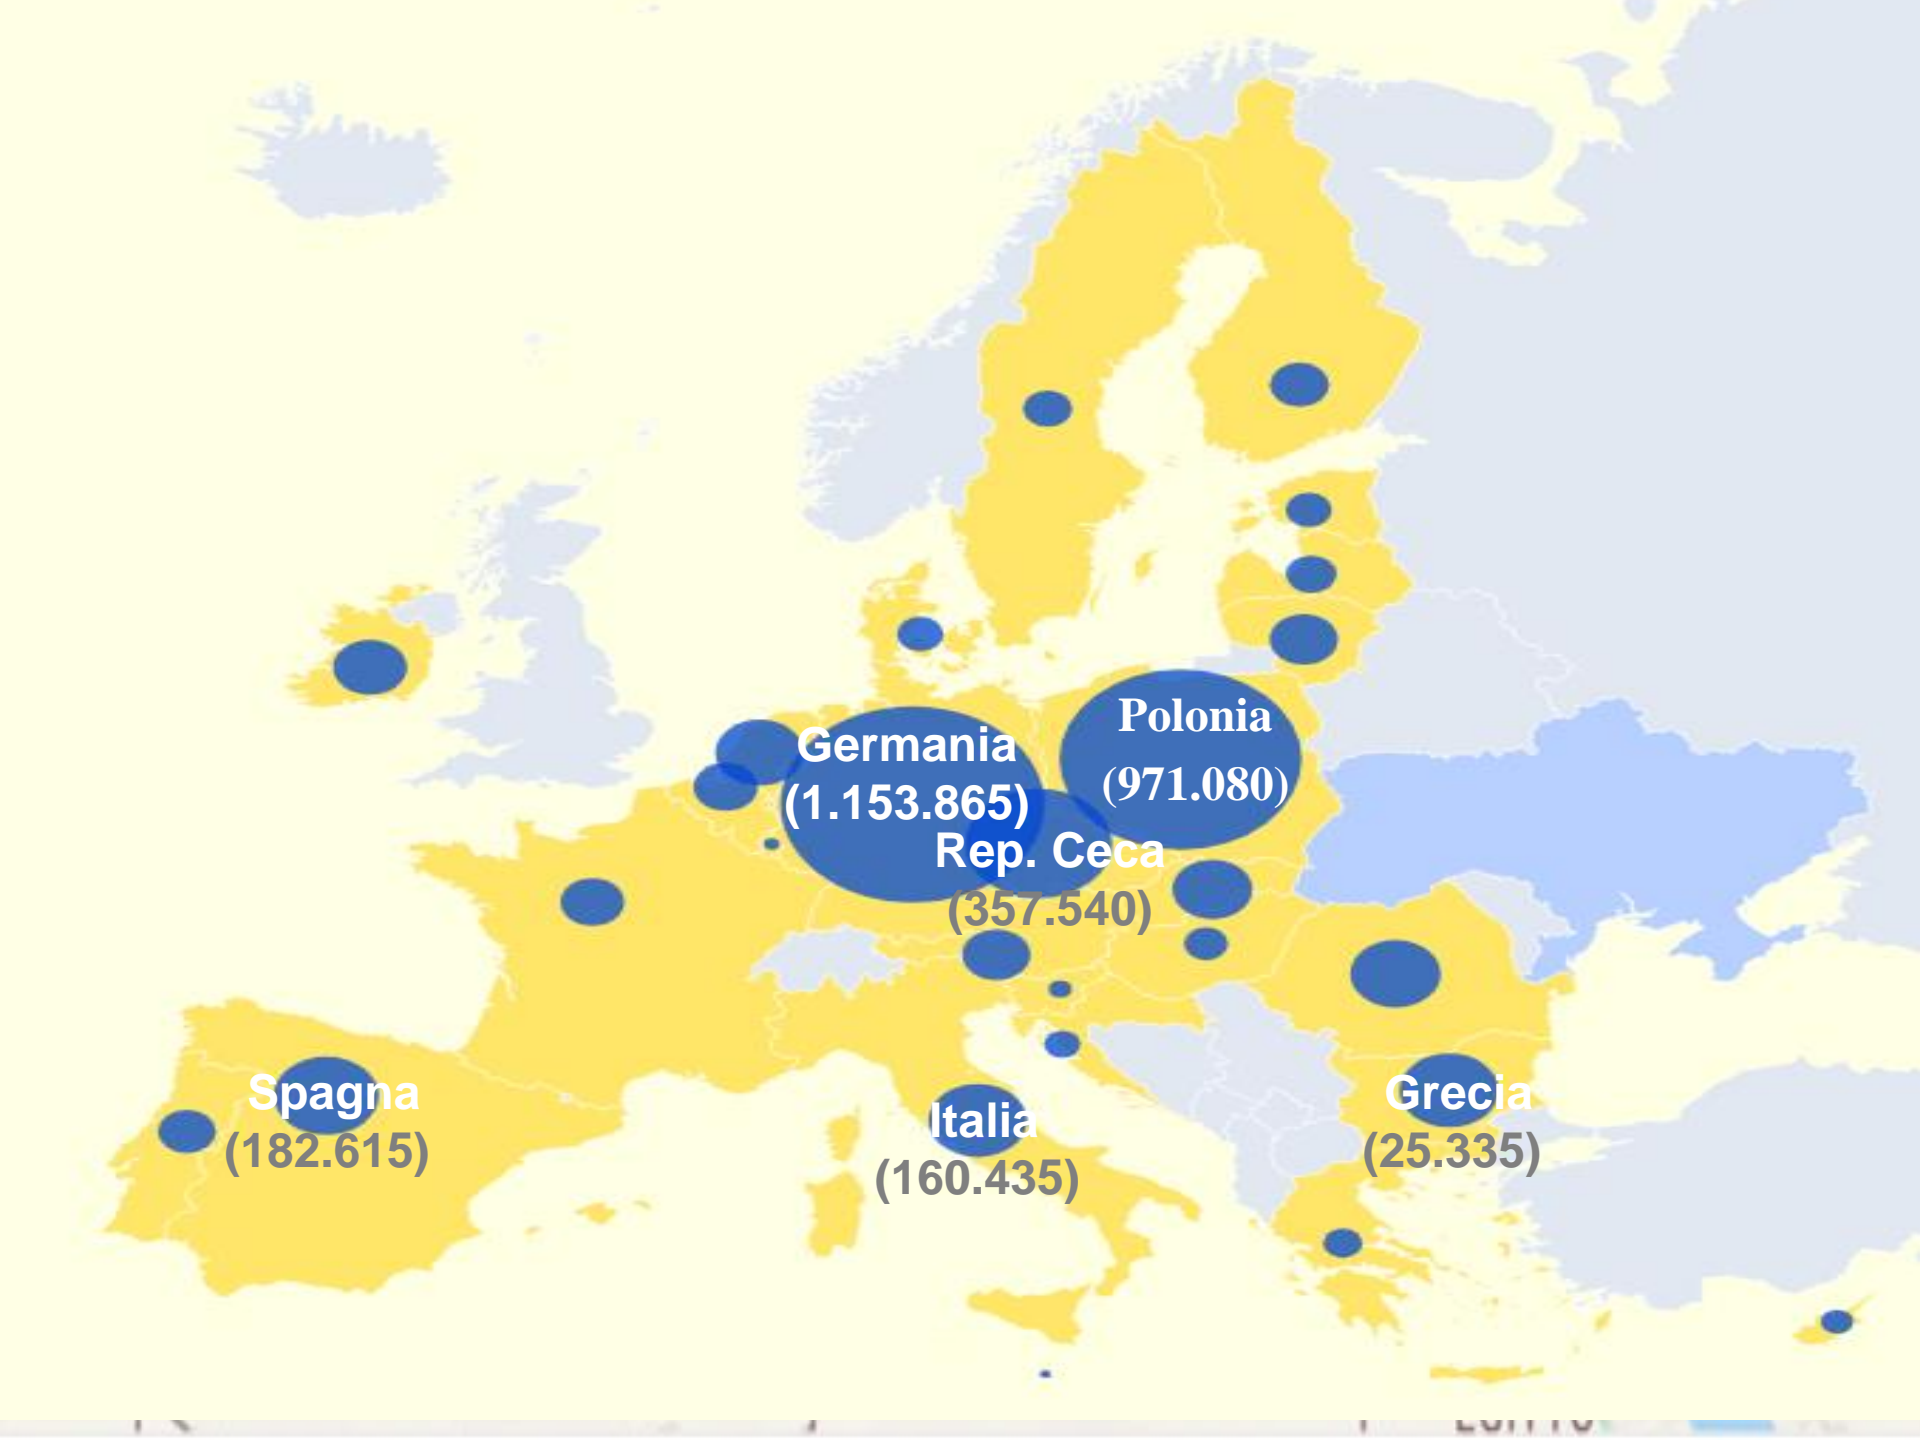 Polonia
(971.080)
Germania
(1.153.865)
Rep. Ceca
(357.540)
Spagna
(182.615)
Italia
(160.435)
Grecia
(25.335)